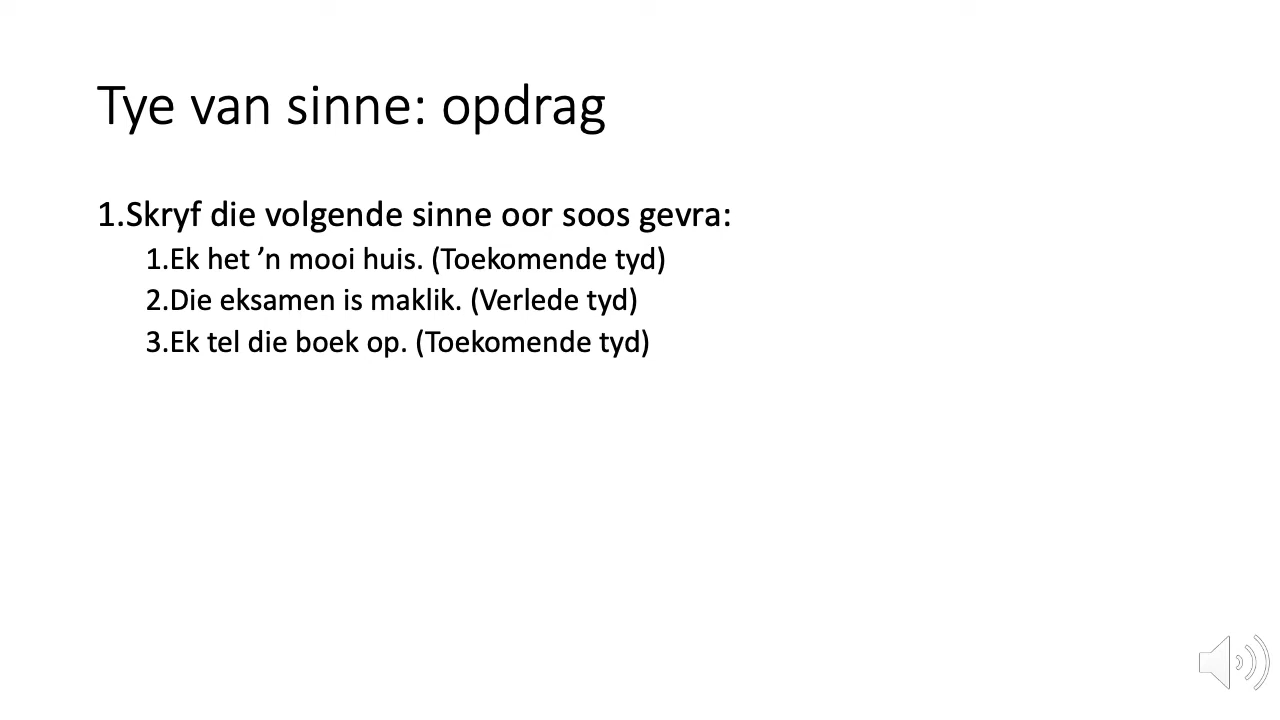 Tye van sinne: opdrag
1.Skryf die volgende sinne oor soos gevra:
1.Ek het ’n mooi huis. (Toekomende tyd)
2.Die eksamen is maklik. (Verlede tyd)
3.Ek tel die boek op. (Toekomende tyd)